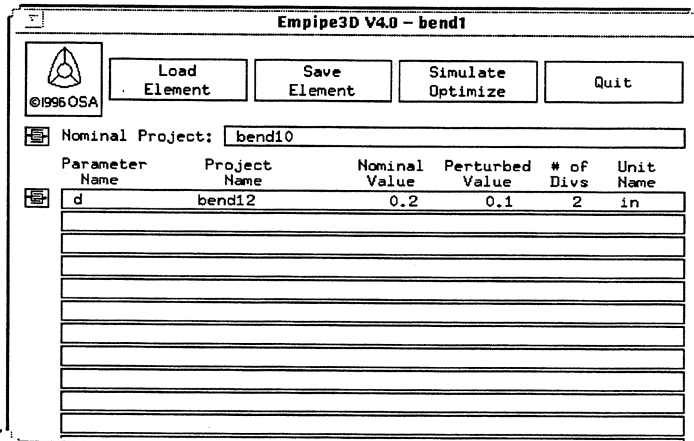 Empipe3D V4.0 – bend1
©1996 OSA
Load Element
Save Element
Simulate Optimize
Quit
Nominal Project: bend10
Parameter Name
Project Name
Nominal Value
Perturbed Value
# of Divs
Unit Name
d bend12 0.2 0.1 2 in